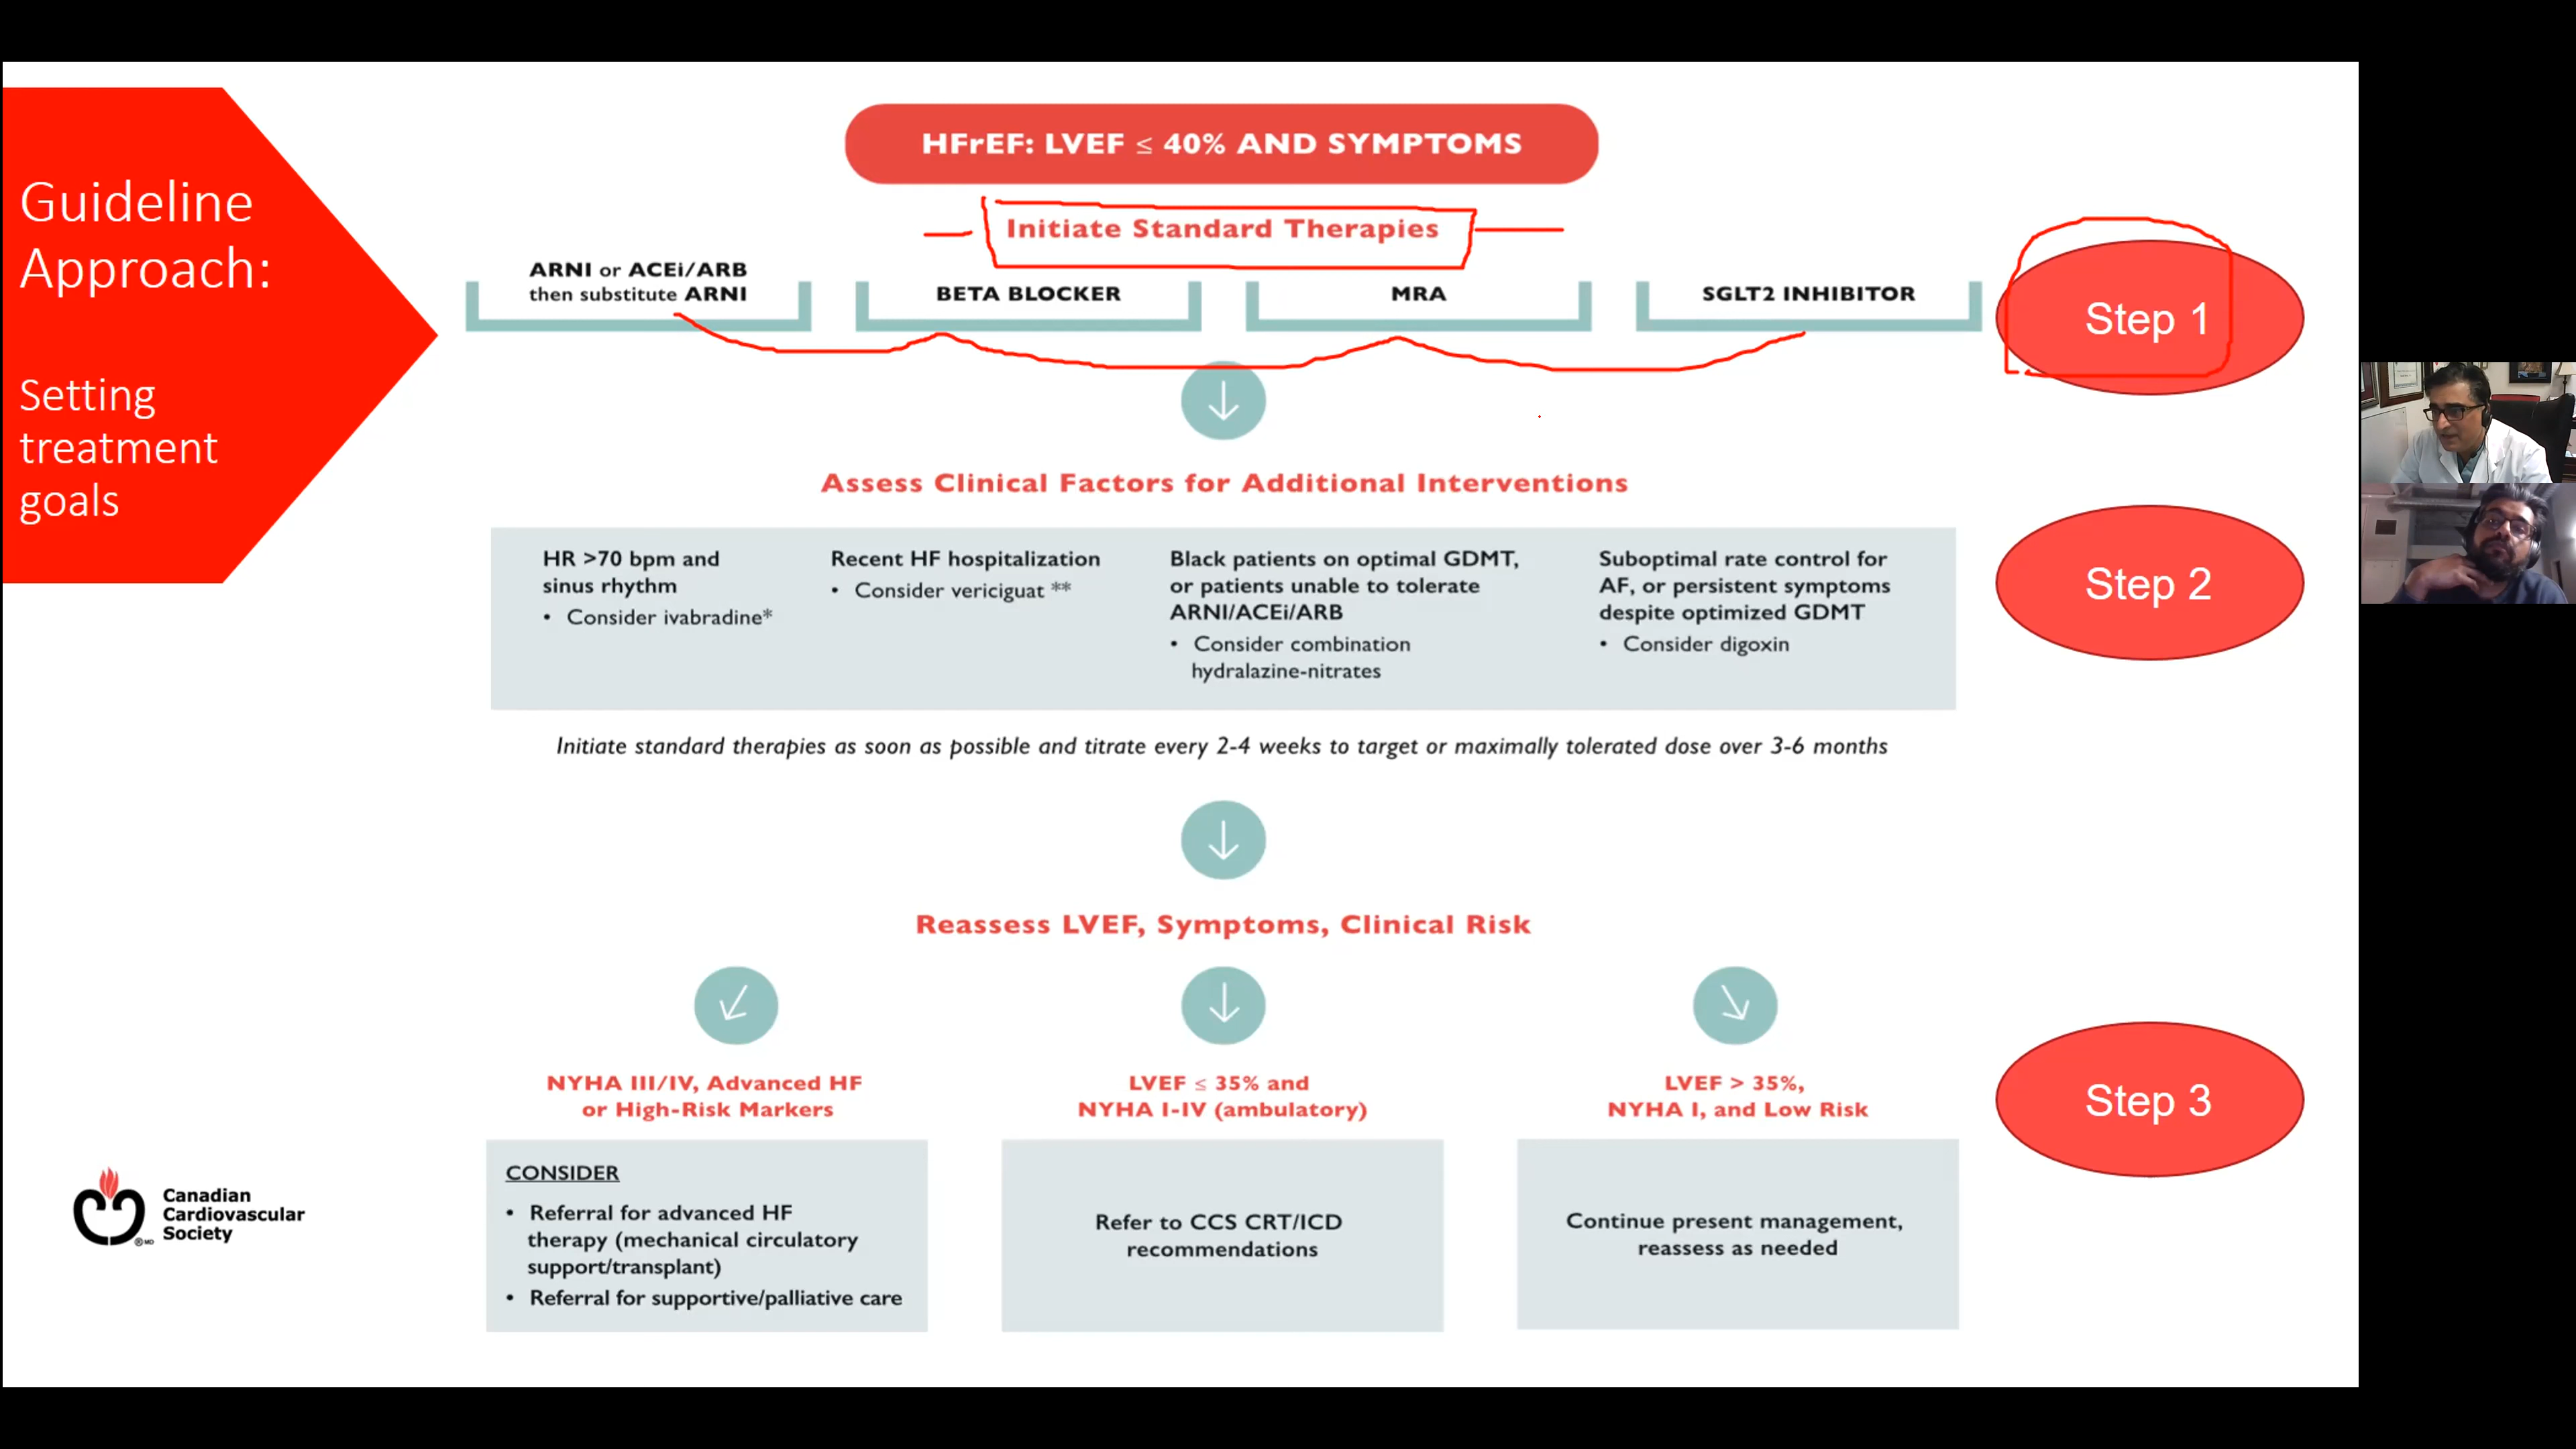 Guideline
Approach:
Setting
treatment
goals
HFrEF: LVEF ≤ 40% AND SYMPTOMS
Initiate Standard Therapies
ARNI or ACEi/ARB
then substitute ARNI
BETA BLOCKER
MRA
SGLT2 INHIBITOR
Step 1
Assess Clinical Factors for Additional Interventions
HR >70 bpm and
sinus rhythm
• Consider ivabradine*
Recent HF hospitalization
• Consider vericiguat **
Black patients on optimal GDMT,
or patients unable to tolerate
ARNI/ACEi/ARB
• Consider combination
hydralazine-nitrates
Suboptimal rate control for
AF, or persistent symptoms
despite optimized GDMT
• Consider digoxin
Step 2
Initiate standard therapies as soon as possible and titrate every 2-4 weeks to target or maximally tolerated dose over 3-6 months
Reassess LVEF, Symptoms, Clinical Risk
NYHA III/IV, Advanced HF
or High-Risk Markers
CONSIDER
• Referral for advanced HF
therapy (mechanical circulatory
support/transplant)
• Referral for supportive/palliative care
LVEF ≤ 35% and
NYHA I-IV (ambulatory)
Refer to CCS CRT/ICD
recommendations
LVEF > 35%,
NYHA I, and Low Risk
Continue present management,
reassess as needed
Step 3
Canadian
Cardiovascular
Society
®MD